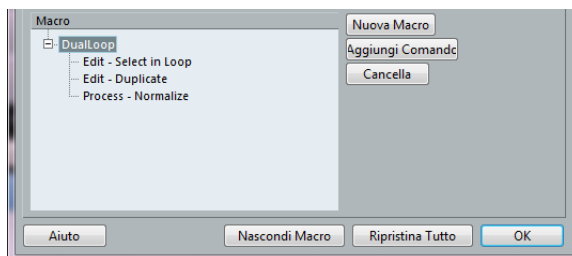 Macro
DualLoop
Edit - Select in Loop
Edit - Duplicate
Process - Normalize
Nuova Macro
Aggiungi Comandc
Cancella
Aiuto
Nascondi Macro
Ripristina Tutto
OK